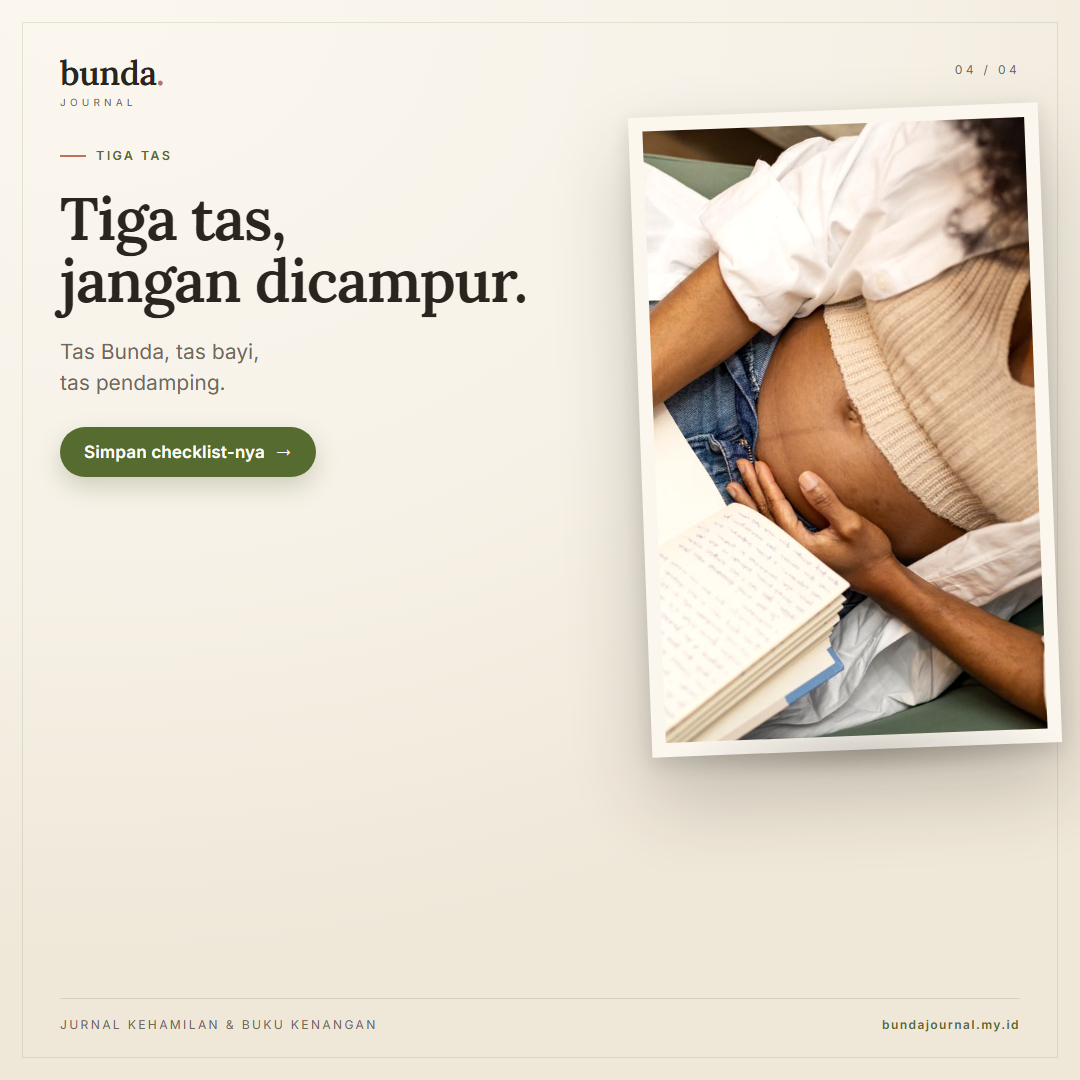 bunda.
JOURNAL
04 / 04
TIGA TAS
Tiga tas,
jangan dicampur.
Tas Bunda, tas bayi,
tas pendamping.
Simpan checklist-nya →
JURNAL KEHAMILAN & BUKU KENANGAN
bundajournal.my.id